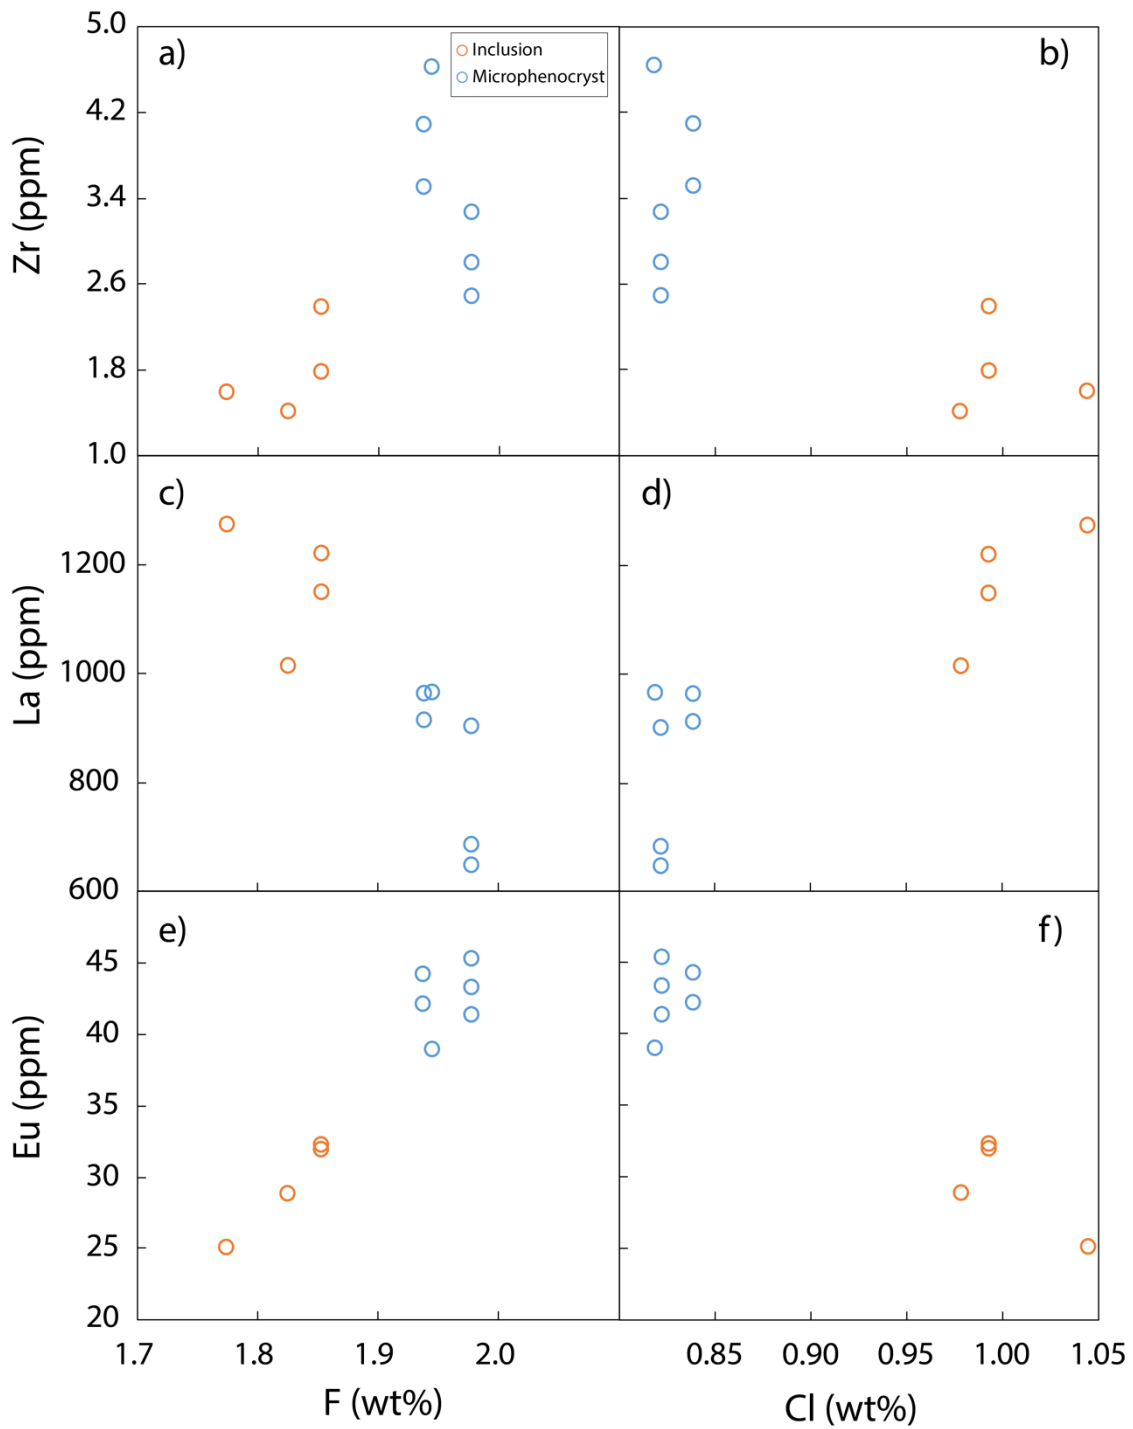 5.0
4.2
3.4
2.6
1.8
1.0
Zr (ppm)
a)
Inclusion
Microphenocryst
b)
1200
1000
800
600
La (ppm)
c)
d)
45
40
35
30
25
20
Eu (ppm)
e)
f)
1.7 1.8 1.9 2.0
0.85 0.90 0.95 1.00 1.05
F (wt%)
Cl (wt%)